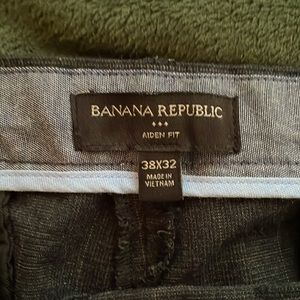 BANANA REPUBLIC
AIDEN FIT
38X32
MADE IN
VIETNAM